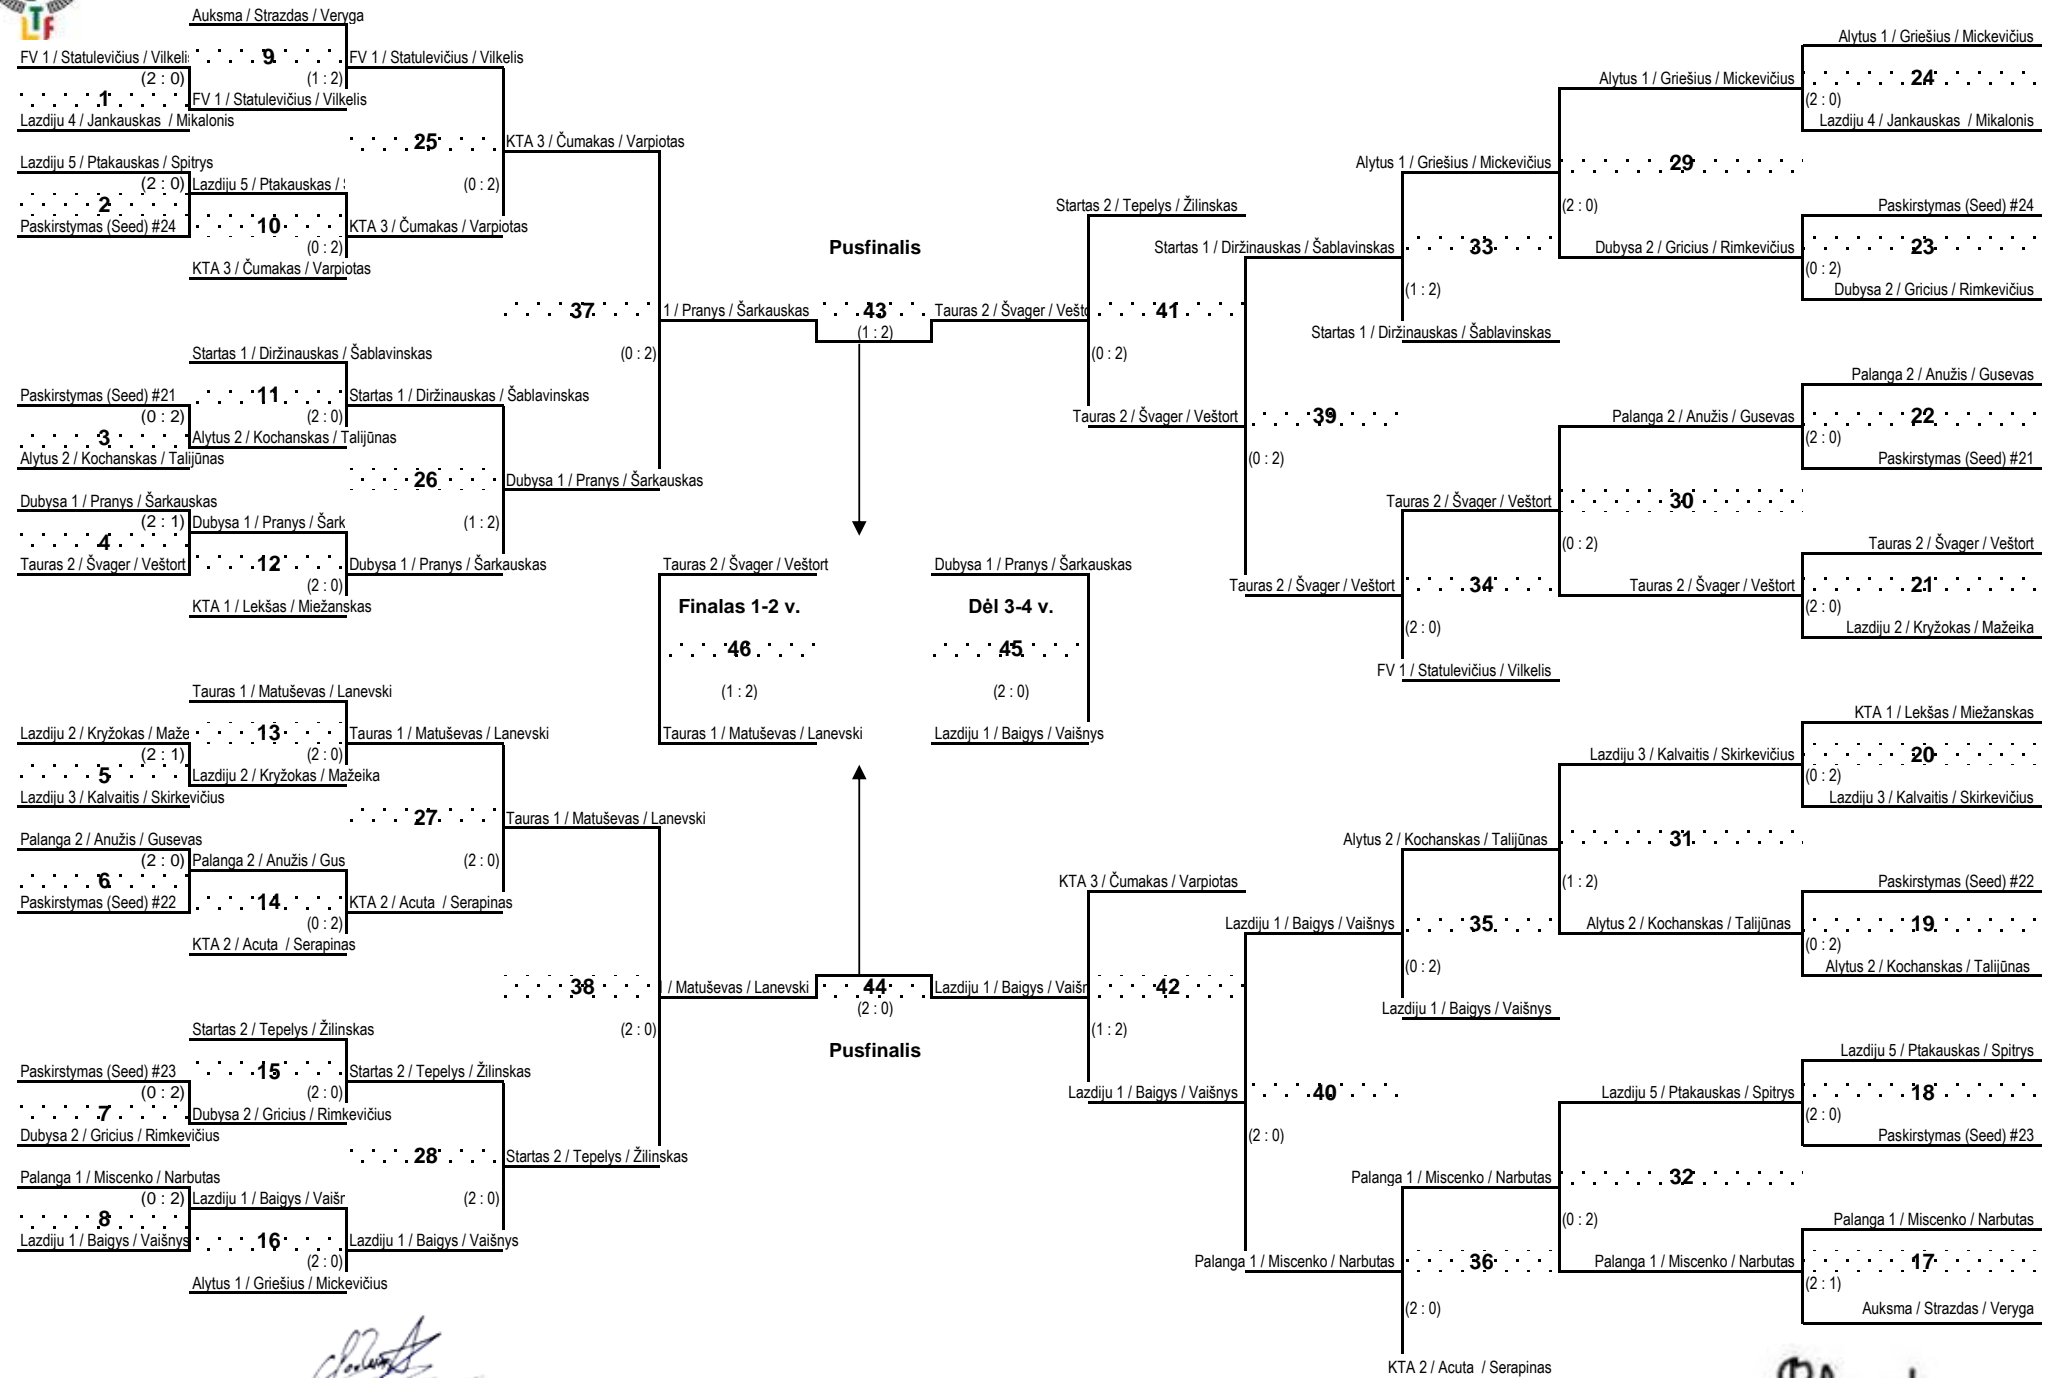 LTF
Auksma / Strazdas / Veryga
FV 1 / Statulevičius / Vilkelis
9
FV 1 / Statulevičius / Vilkelis
(2 : 0)
(1 : 2)
1
FV 1 / Statulevičius / Vilkelis
Lazdiju 4 / Jankauskas / Mikalonis
25
KTA 3 / Čumakas / Varpiotas
Lazdiju 5 / Ptakauskas / Spitrys
(2 : 0)
Lazdiju 5 / Ptakauskas /
(0 : 2)
2
Paskirstymas (Seed) #24
10
KTA 3 / Čumakas / Varpiotas
(0 : 2)
KTA 3 / Čumakas / Varpiotas
37
1 / Pranys / Šarkauskas
(0 : 2)
Startas 1 / Diržinauskas / Šablavinskas
Paskirstymas (Seed) #21
11
Startas 1 / Diržinauskas / Šablavinskas
(0 : 2)
(2 : 0)
3
Alytus 2 / Kochanskas / Talijūnas
Alytus 2 / Kochanskas / Talijūnas
26
Dubysa 1 / Pranys / Šarkauskas
Dubysa 1 / Pranys / Šarkauskas
(2 : 1)
Dubysa 1 / Pranys / Šark
(1 : 2)
4
Tauras 2 / Švager / Veštort
12
Dubysa 1 / Pranys / Šarkauskas
(2 : 0)
KTA 1 / Lekšas / Miežanskas
Tauras 1 / Matuševas / Lanevski
Lazdiju 2 / Kryžokas / Maže
13
Tauras 1 / Matuševas / Lanevski
(2 : 1)
(2 : 0)
5
Lazdiju 2 / Kryžokas / Mažeika
Lazdiju 3 / Kalvaitis / Skirkevičius
27
Tauras 1 / Matuševas / Lanevski
Palanga 2 / Anužis / Gusevas
(2 : 0)
Palanga 2 / Anužis / Gus
(2 : 0)
6
Paskirstymas (Seed) #22
14
KTA 2 / Acuta / Serapinas
(0 : 2)
KTA 2 / Acuta / Serapinas
38
/ Matuševas / Lanevski
(2 : 0)
Startas 2 / Tepelys / Žilinskas
Paskirstymas (Seed) #23
15
Startas 2 / Tepelys / Žilinskas
(0 : 2)
(2 : 0)
7
Dubysa 2 / Gricius / Rimkevičius
Dubysa 2 / Gricius / Rimkevičius
28
Startas 2 / Tepelys / Žilinskas
Palanga 1 / Miscenko / Narbutas
(0 : 2)
Lazdiju 1 / Baigys / Vaišn
(2 : 0)
8
Lazdiju 1 / Baigys / Vaišnys
16
Lazdiju 1 / Baigys / Vaišnys
(2 : 0)
Alytus 1 / Griešius / Mickevičius
Pusfinalis
43
(1 : 2)
Tauras 2 / Švager / Vešto
Tauras 2 / Švager / Veštort
Finalas 1-2 v.
46
(1 : 2)
Tauras 1 / Matuševas / Lanevski
Dubysa 1 / Pranys / Šarkauskas
Dėl 3-4 v.
45
(2 : 0)
Lazdiju 1 / Baigys / Vaišnys
44
(2 : 0)
Lazdiju 1 / Baigys / Vaišn
Pusfinalis
Alytus 1 / Griešius / Mickevičius
Alytus 1 / Griešius / Mickevičius
24
(2 : 0)
Lazdiju 4 / Jankauskas / Mikalonis
Alytus 1 / Griešius / Mickevičius
29
(2 : 0)
Startas 2 / Tepelys / Žilinskas
Paskirstymas (Seed) #24
Startas 1 / Diržinauskas / Šablavinskas
33
Dubysa 2 / Gricius / Rimkevičius
23
(0 : 2)
(1 : 2)
Dubysa 2 / Gricius / Rimkevičius
41
Startas 1 / Diržinauskas / Šablavinskas
(0 : 2)
Palanga 2 / Anužis / Gusevas
Tauras 2 / Švager / Veštort
39
Palanga 2 / Anužis / Gusevas
22
(2 : 0)
(0 : 2)
Paskirstymas (Seed) #21
Tauras 2 / Švager / Veštort
30
(0 : 2)
Tauras 2 / Švager / Veštort
Tauras 2 / Švager / Veštort
34
Tauras 2 / Švager / Veštort
21
(2 : 0)
(2 : 0)
Lazdiju 2 / Kryžokas / Mažeika
FV 1 / Statulevičius / Vilkelis
KTA 1 / Lekšas / Miežanskas
Lazdiju 3 / Kalvaitis / Skirkevičius
20
(0 : 2)
Lazdiju 3 / Kalvaitis / Skirkevičius
Alytus 2 / Kochanskas / Talijūnas
31
KTA 3 / Čumakas / Varpiotas
(1 : 2)
Paskirstymas (Seed) #22
Lazdiju 1 / Baigys / Vaišnys
35
Alytus 2 / Kochanskas / Talijūnas
19
(0 : 2)
(0 : 2)
Alytus 2 / Kochanskas / Talijūnas
42
Lazdiju 1 / Baigys / Vaišnys
(1 : 2)
Lazdiju 5 / Ptakauskas / Spitrys
Lazdiju 1 / Baigys / Vaišnys
40
Lazdiju 5 / Ptakauskas / Spitrys
18
(2 : 0)
(2 : 0)
Paskirstymas (Seed) #23
Palanga 1 / Miscenko / Narbutas
32
(0 : 2)
Palanga 1 / Miscenko / Narbutas
Palanga 1 / Miscenko / Narbutas
36
Palanga 1 / Miscenko / Narbutas
17
(2 : 1)
(2 : 0)
Auksma / Strazdas / Veryga
KTA 2 / Acuta / Serapinas